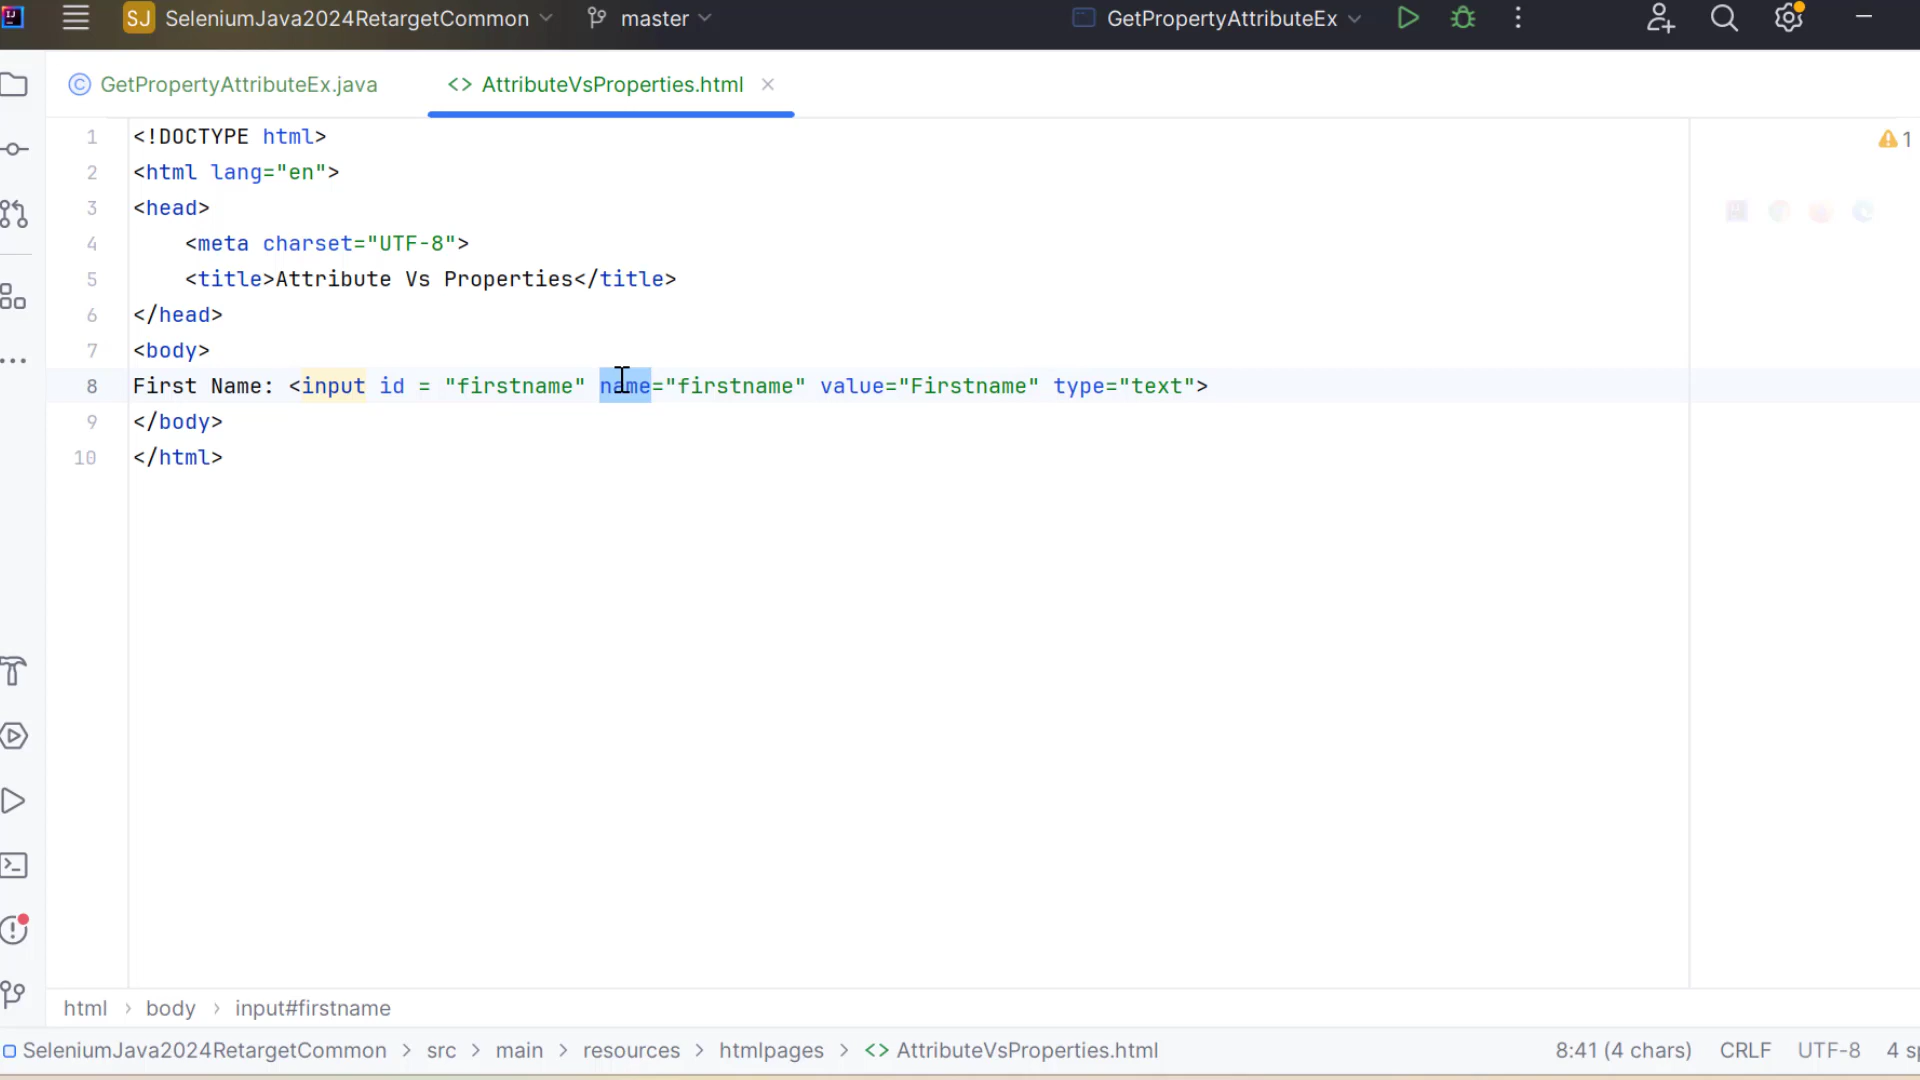 SJ SeleniumJava2024RetargetCommon master GetPropertyAttributeEx
GetPropertyAttributeEx.java <> AttributeVsProperties.html
1 <!DOCTYPE html>
2 <html lang="en">
3 <head>
4 <meta charset="UTF-8">
5 <title>Attribute Vs Properties</title>
6 </head>
7 <body>
8 First Name: <input id = "firstname" name="firstname" value="Firstname" type="text">
9 </body>
10 </html>
1
html › body › input#firstname
SeleniumJava2024RetargetCommon > src > main > resources > htmlpages > <> AttributeVsProperties.html 8:41 (4 chars) CRLF UTF-8 4